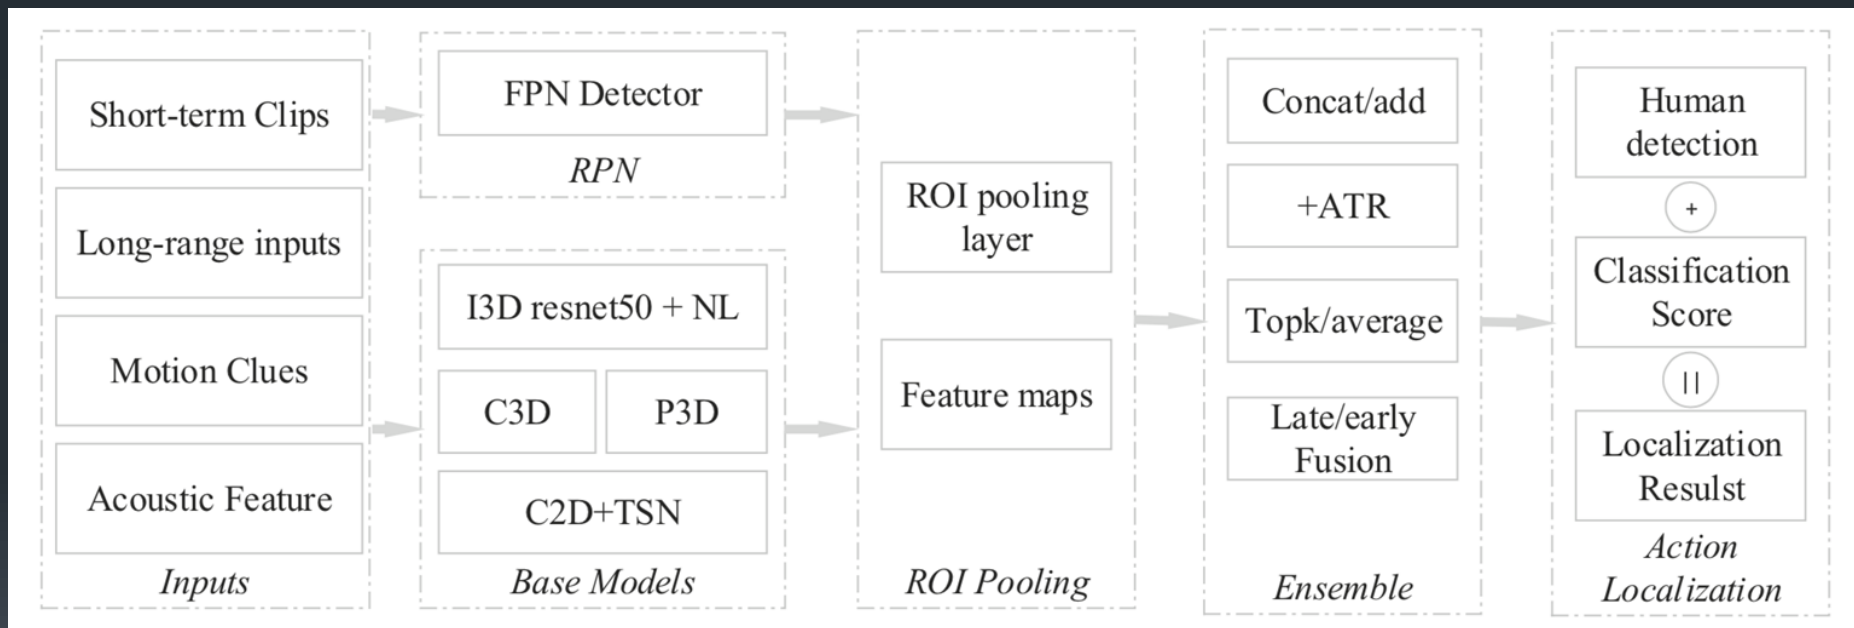 Short-term Clips
Long-range inputs
Motion Clues
Acoustic Feature
Inputs
FPN Detector
RPN
I3D resnet50 + NL
C3D
P3D
C2D+TSN
Base Models
ROI pooling
layer
Feature maps
ROI Pooling
Concat/add
+ATR
Topk/average
Late/early
Fusion
Ensemble
Human
detection
+
Classification
Score
||
Localization
Resulst
Action
Localization